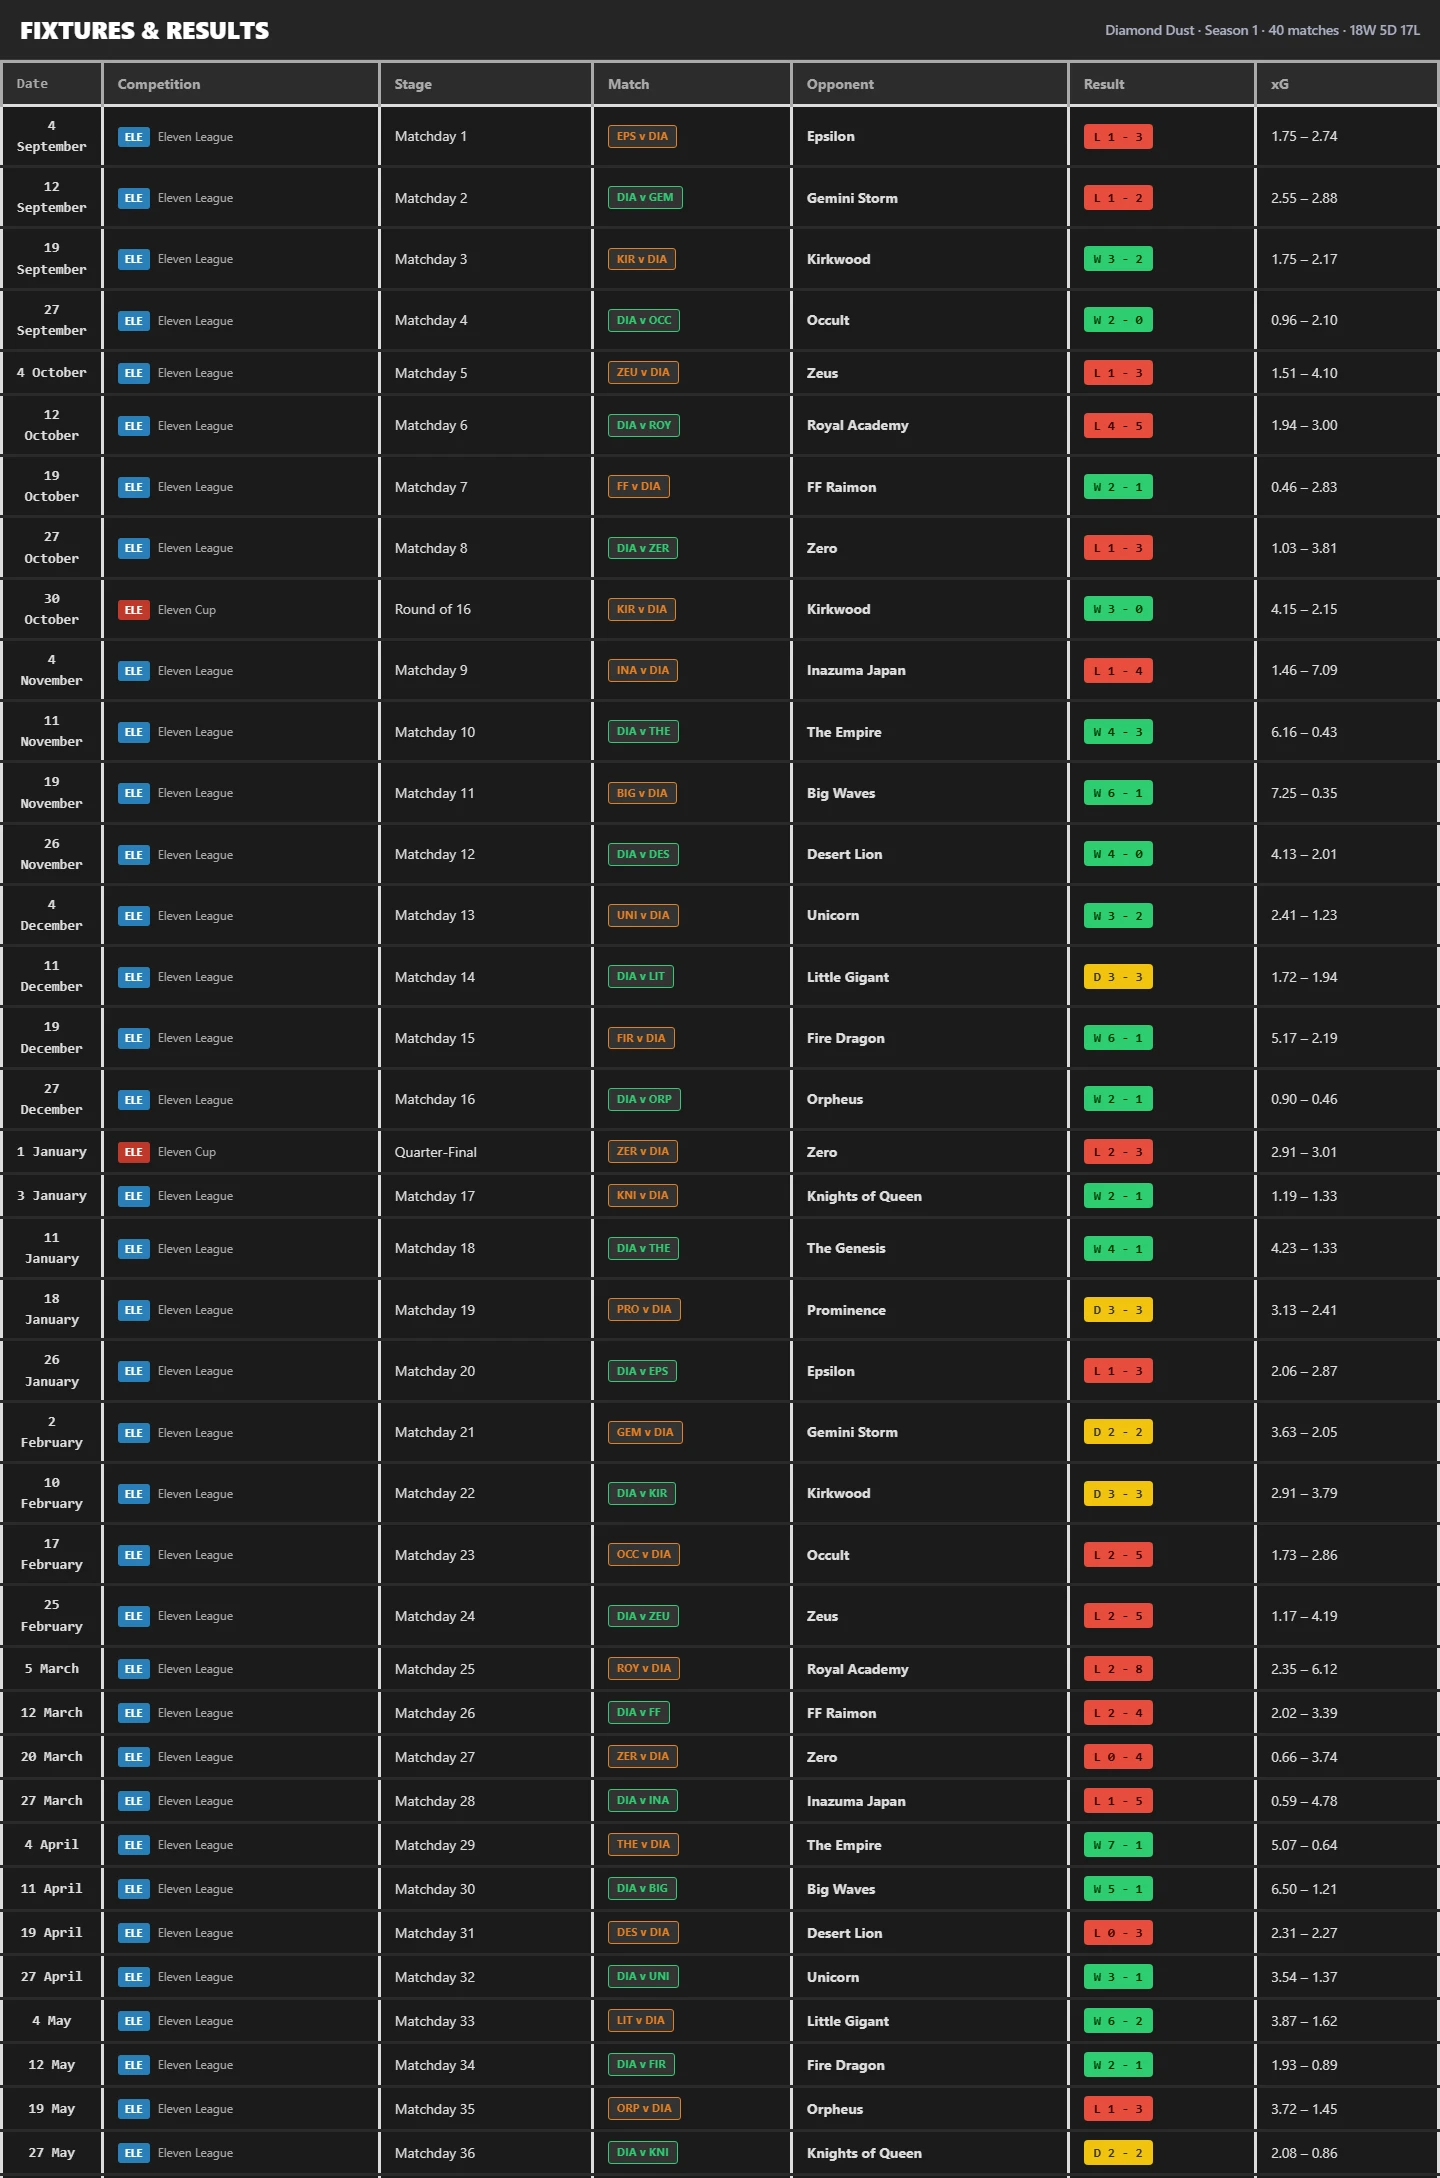 FIXTURES & RESULTS
Diamond Dust · Season 1 · 40 matches · 18W 5D 17L
Date Competition Stage Match Opponent Result xG
4 September ELE Eleven League Matchday 1 EPS v DIA Epsilon L 1 - 3 1.75 – 2.74
12 September ELE Eleven League Matchday 2 DIA v GEM Gemini Storm L 1 - 2 2.55 – 2.88
19 September ELE Eleven League Matchday 3 KIR v DIA Kirkwood W 3 - 2 1.75 – 2.17
27 September ELE Eleven League Matchday 4 DIA v OCC Occult W 2 - 0 0.96 – 2.10
4 October ELE Eleven League Matchday 5 ZEU v DIA Zeus L 1 - 3 1.51 – 4.10
12 October ELE Eleven League Matchday 6 DIA v ROY Royal Academy L 4 - 5 1.94 – 3.00
19 October ELE Eleven League Matchday 7 FF v DIA FF Raimon W 2 - 1 0.46 – 2.83
27 October ELE Eleven League Matchday 8 DIA v ZER Zero L 1 - 3 1.03 – 3.81
30 October ELE Eleven Cup Round of 16 KIR v DIA Kirkwood W 3 - 0 4.15 – 2.15
4 November ELE Eleven League Matchday 9 INA v DIA Inazuma Japan L 1 - 4 1.46 – 7.09
11 November ELE Eleven League Matchday 10 DIA v THE The Empire W 4 - 3 6.16 – 0.43
19 November ELE Eleven League Matchday 11 BIG v DIA Big Waves W 6 - 1 7.25 – 0.35
26 November ELE Eleven League Matchday 12 DIA v DES Desert Lion W 4 - 0 4.13 – 2.01
4 December ELE Eleven League Matchday 13 UNI v DIA Unicorn W 3 - 2 2.41 – 1.23
11 December ELE Eleven League Matchday 14 DIA v LIT Little Gigant D 3 - 3 1.72 – 1.94
19 December ELE Eleven League Matchday 15 FIR v DIA Fire Dragon W 6 - 1 5.17 – 2.19
27 December ELE Eleven League Matchday 16 DIA v ORP Orpheus W 2 - 1 0.90 – 0.46
1 January ELE Eleven Cup Quarter-Final ZER v DIA Zero L 2 - 3 2.91 – 3.01
3 January ELE Eleven League Matchday 17 KNI v DIA Knights of Queen W 2 - 1 1.19 – 1.33
11 January ELE Eleven League Matchday 18 DIA v THE The Genesis W 4 - 1 4.23 – 1.33
18 January ELE Eleven League Matchday 19 PRO v DIA Prominence D 3 - 3 3.13 – 2.41
26 January ELE Eleven League Matchday 20 DIA v EPS Epsilon L 1 - 3 2.06 – 2.87
2 February ELE Eleven League Matchday 21 GEM v DIA Gemini Storm D 2 - 2 3.63 – 2.05
10 February ELE Eleven League Matchday 22 DIA v KIR Kirkwood D 3 - 3 2.91 – 3.79
17 February ELE Eleven League Matchday 23 OCC v DIA Occult L 2 - 5 1.73 – 2.86
25 February ELE Eleven League Matchday 24 DIA v ZEU Zeus L 2 - 5 1.17 – 4.19
5 March ELE Eleven League Matchday 25 ROY v DIA Royal Academy L 2 - 8 2.35 – 6.12
12 March ELE Eleven League Matchday 26 DIA v FF FF Raimon L 2 - 4 2.02 – 3.39
20 March ELE Eleven League Matchday 27 ZER v DIA Zero L 0 - 4 0.66 – 3.74
27 March ELE Eleven League Matchday 28 DIA v INA Inazuma Japan L 1 - 5 0.59 – 4.78
4 April ELE Eleven League Matchday 29 THE v DIA The Empire W 7 - 1 5.07 – 0.64
11 April ELE Eleven League Matchday 30 DIA v BIG Big Waves W 5 - 1 6.50 – 1.21
19 April ELE Eleven League Matchday 31 DES v DIA Desert Lion L 0 - 3 2.31 – 2.27
27 April ELE Eleven League Matchday 32 DIA v UNI Unicorn W 3 - 1 3.54 – 1.37
4 May ELE Eleven League Matchday 33 LIT v DIA Little Gigant W 6 - 2 3.87 – 1.62
12 May ELE Eleven League Matchday 34 DIA v FIR Fire Dragon W 2 - 1 1.93 – 0.89
19 May ELE Eleven League Matchday 35 ORP v DIA Orpheus L 1 - 3 3.72 – 1.45
27 May ELE Eleven League Matchday 36 DIA v KNI Knights of Queen D 2 - 2 2.08 – 0.86